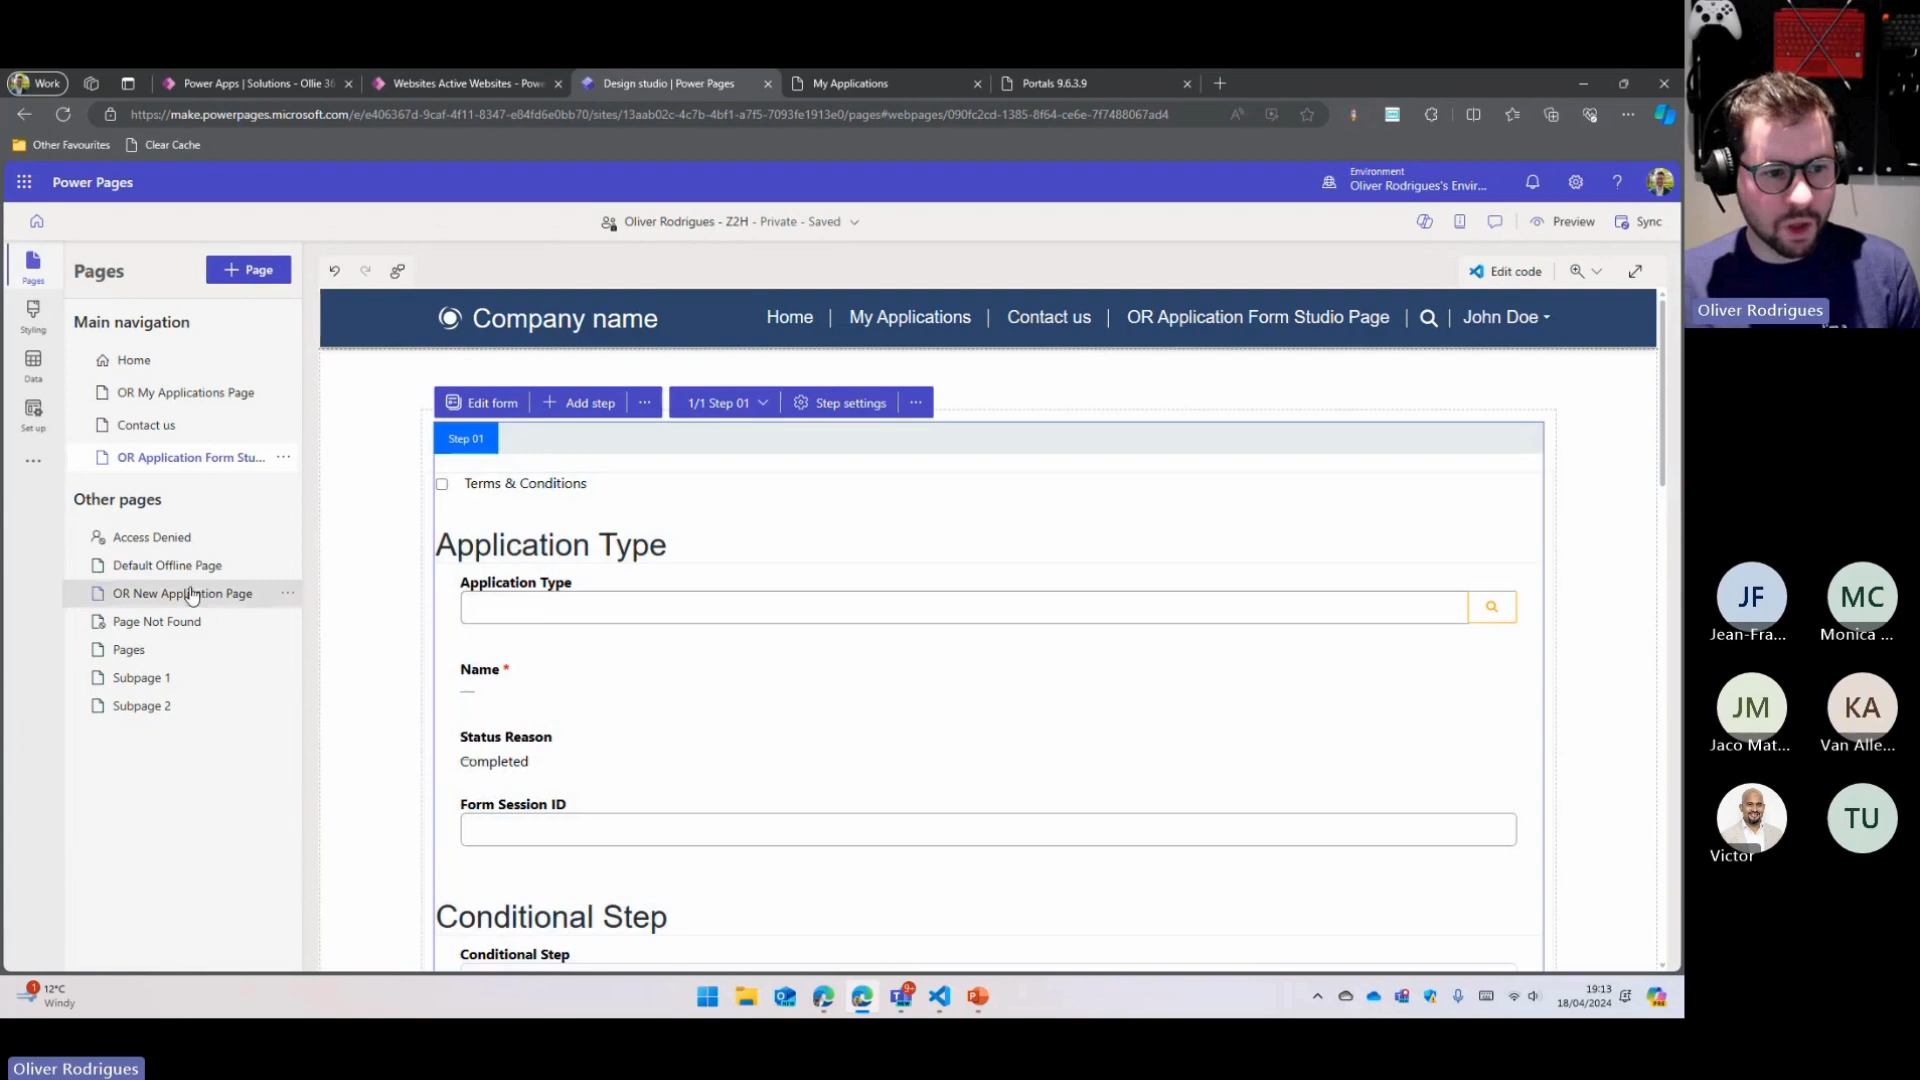 Work
Power Apps | Solutions - Ollie 36
Websites Active Websites - Powe
Design studio | Power Pages
My Applications
Portals 9.6.3.9
https://make.powerpages.microsoft.com/e/e406367d-9caf-4f11-8347-e84fd6e0bb70/sites/13aab02c-4c7b-4bf1-a7f5-7093fe1913e0/pages#webpages/090fc2cd-1385-8f64-ce6e-7f7488067ad4
Other Favourites
Clear Cache
Power Pages
Environment
Oliver Rodrigues's Envir...
Oliver Rodrigues - Z2H - Private - Saved
Preview
Sync
Pages
Styling
Data
Set up
Pages
+ Page
Main navigation
Home
OR My Applications Page
Contact us
OR Application Form Stu...
Other pages
Access Denied
Default Offline Page
OR New Application Page
Page Not Found
Pages
Subpage 1
Subpage 2
Edit code
Company name
Home | My Applications | Contact us | OR Application Form Studio Page | John Doe
Edit form
Add step
1/1 Step 01
Step settings
Step 01
Terms & Conditions
Application Type
Application Type
Name *
—
Status Reason
Completed
Form Session ID
Conditional Step
Conditional Step
1
12°C
Windy
9+
19:13
18/04/2024
Oliver Rodrigues
JF
Jean-Fra...
MC
Monica ...
JM
Jaco Mat...
KA
Van Alle...
Victor
TU
Oliver Rodrigues